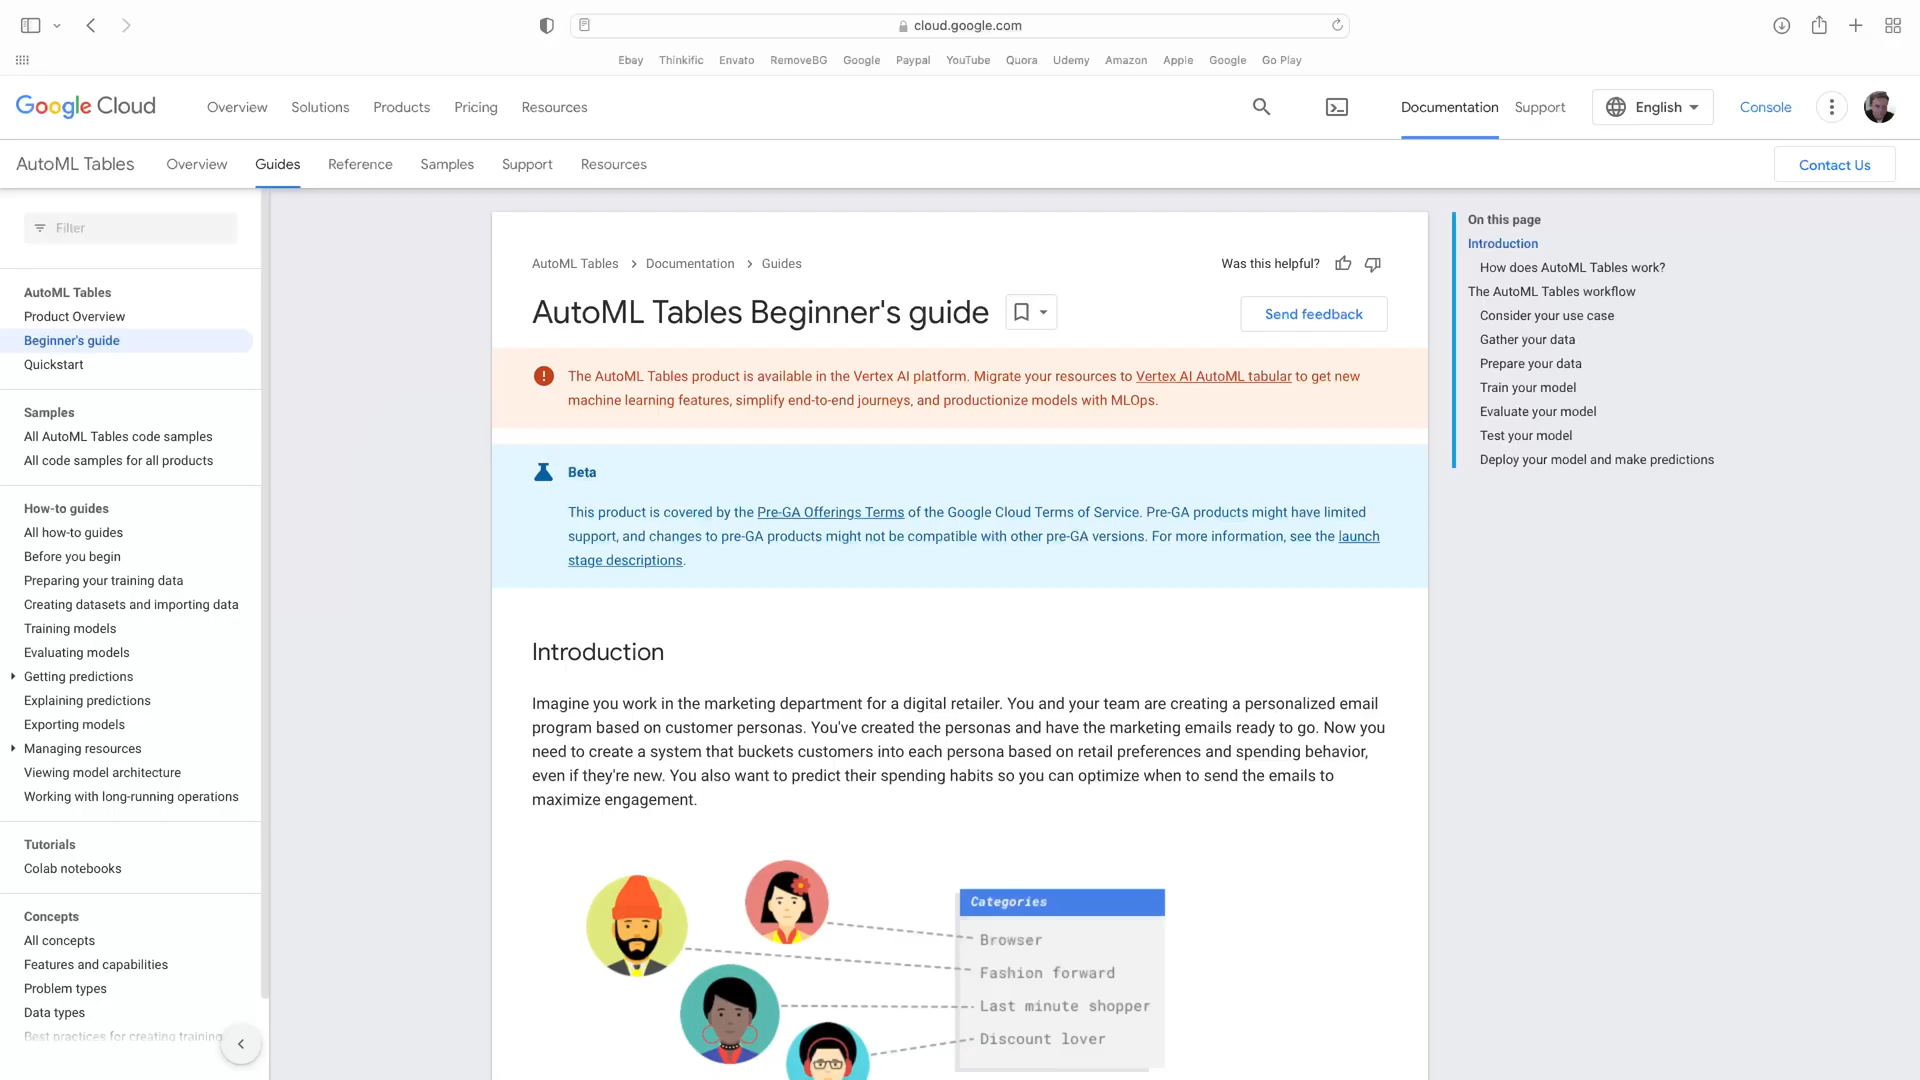 cloud.google.com
Ebay Thinkific Envato RemoveBG Google Paypal YouTube Quora Udemy Amazon Apple Google Go Play
Google Cloud Overview Solutions Products Pricing Resources Documentation Support English Console
AutoML Tables Overview Guides Reference Samples Support Resources Contact Us
Filter
AutoML Tables
Product Overview
Beginner's guide
Quickstart
Samples
All AutoML Tables code samples
All code samples for all products
How-to guides
All how-to guides
Before you begin
Preparing your training data
Creating datasets and importing data
Training models
Evaluating models
Getting predictions
Explaining predictions
Exporting models
Managing resources
Viewing model architecture
Working with long-running operations
Tutorials
Colab notebooks
Concepts
All concepts
Features and capabilities
Problem types
Data types
Best practices for creating training
AutoML Tables > Documentation > Guides
Was this helpful?
AutoML Tables Beginner's guide
Send feedback
The AutoML Tables product is available in the Vertex AI platform. Migrate your resources to Vertex AI AutoML tabular to get new
machine learning features, simplify end-to-end journeys, and productionize models with MLOps.
Beta
This product is covered by the Pre-GA Offerings Terms of the Google Cloud Terms of Service. Pre-GA products might have limited
support, and changes to pre-GA products might not be compatible with other pre-GA versions. For more information, see the launch
stage descriptions.
Introduction
Imagine you work in the marketing department for a digital retailer. You and your team are creating a personalized email
program based on customer personas. You've created the personas and have the marketing emails ready to go. Now you
need to create a system that buckets customers into each persona based on retail preferences and spending behavior,
even if they're new. You also want to predict their spending habits so you can optimize when to send the emails to
maximize engagement.
Categories
Browser
Fashion forward
Last minute shopper
Discount lover
On this page
Introduction
How does AutoML Tables work?
The AutoML Tables workflow
Consider your use case
Gather your data
Prepare your data
Train your model
Evaluate your model
Test your model
Deploy your model and make predictions